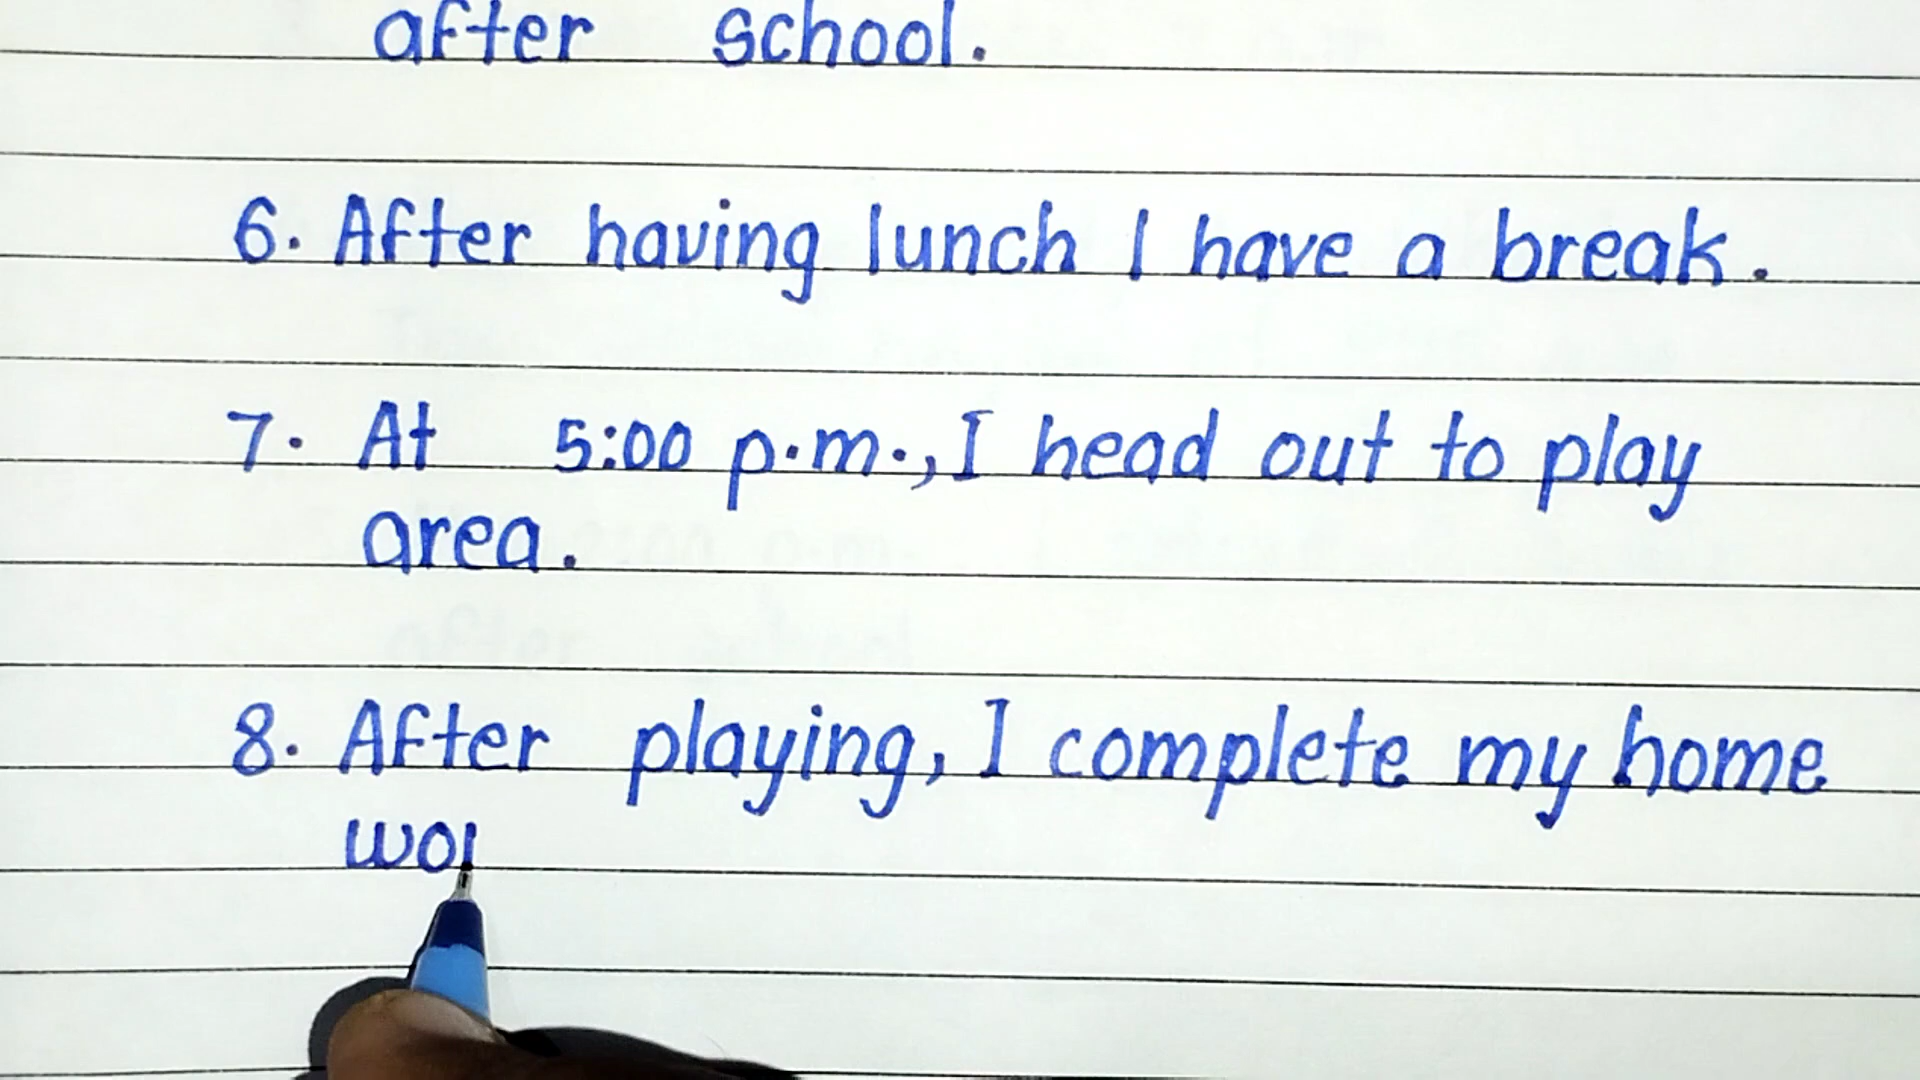 after school.
6. After having lunch I have a break.
7. At 5:00 p.m., I head out to play
area.
8. After playing, I complete my home